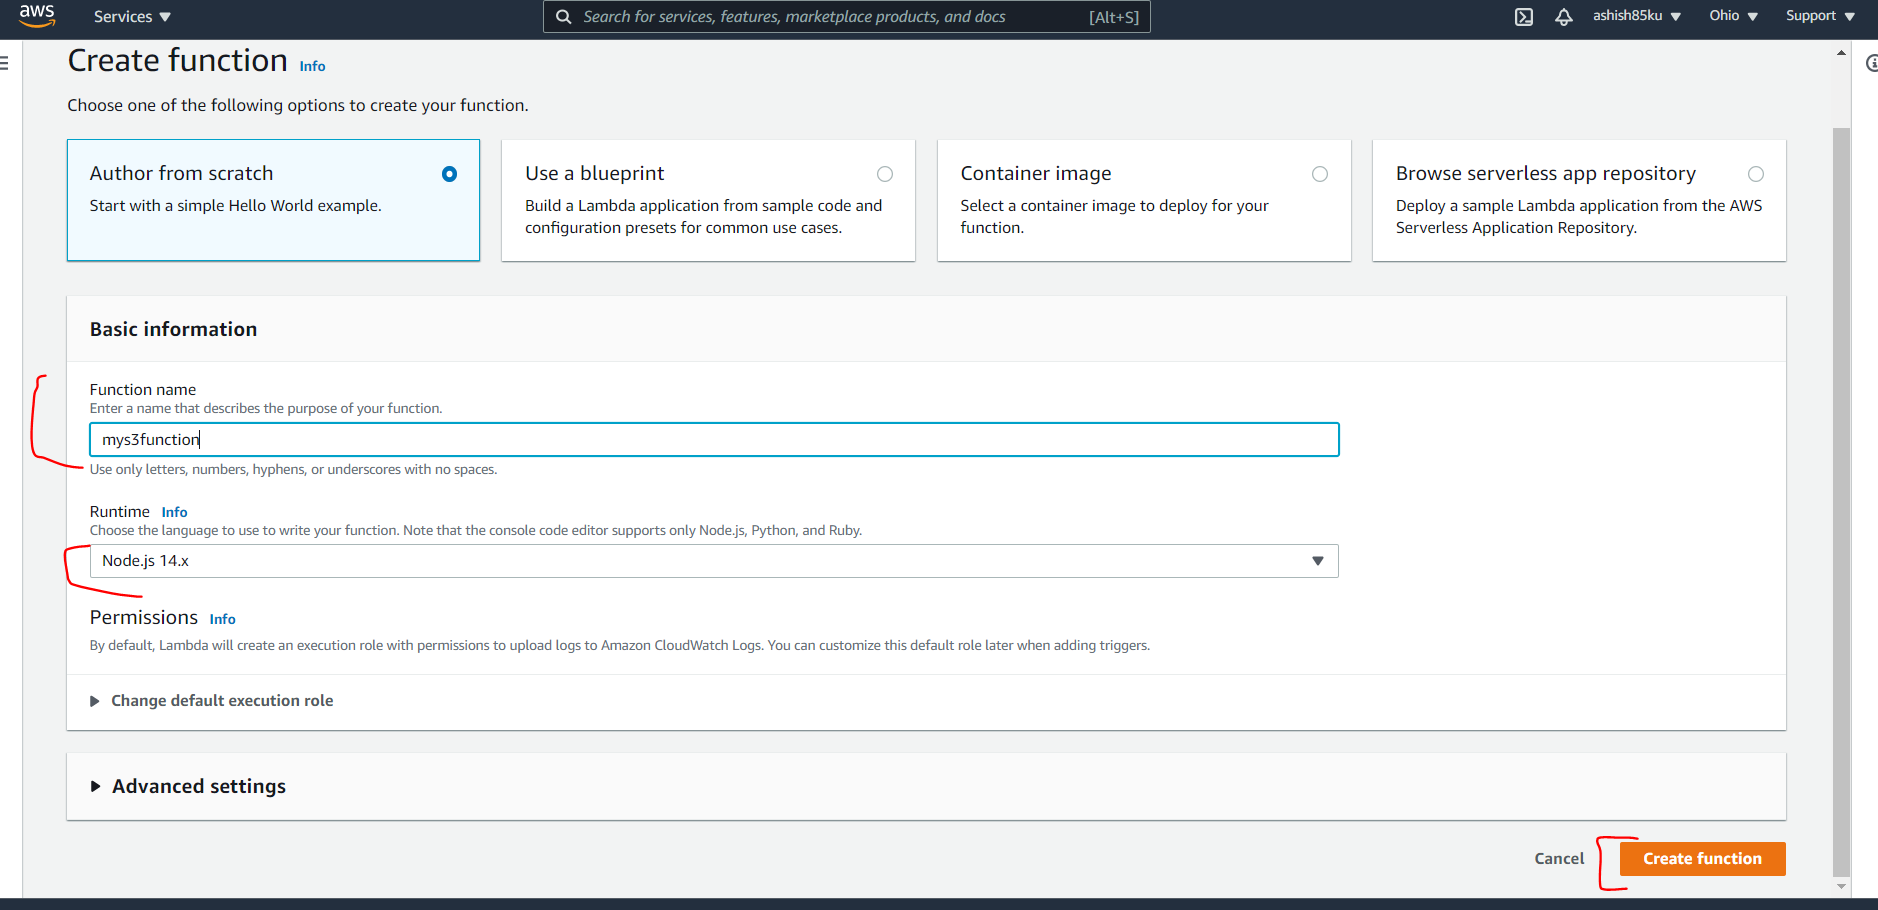 aws Services Search for services, features, marketplace products, and docs [Alt+S] ashish85ku Ohio Support
Create function Info
Choose one of the following options to create your function.
Author from scratch
Start with a simple Hello World example.
Use a blueprint
Build a Lambda application from sample code and
configuration presets for common use cases.
Container image
Select a container image to deploy for your
function.
Browse serverless app repository
Deploy a sample Lambda application from the AWS
Serverless Application Repository.
Basic information
Function name
Enter a name that describes the purpose of your function.
mys3function
Use only letters, numbers, hyphens, or underscores with no spaces.
Runtime Info
Choose the language to use to write your function. Note that the console code editor supports only Node.js, Python, and Ruby.
Node.js 14.x
Permissions Info
By default, Lambda will create an execution role with permissions to upload logs to Amazon CloudWatch Logs. You can customize this default role later when adding triggers.
Change default execution role
Advanced settings
Cancel Create function